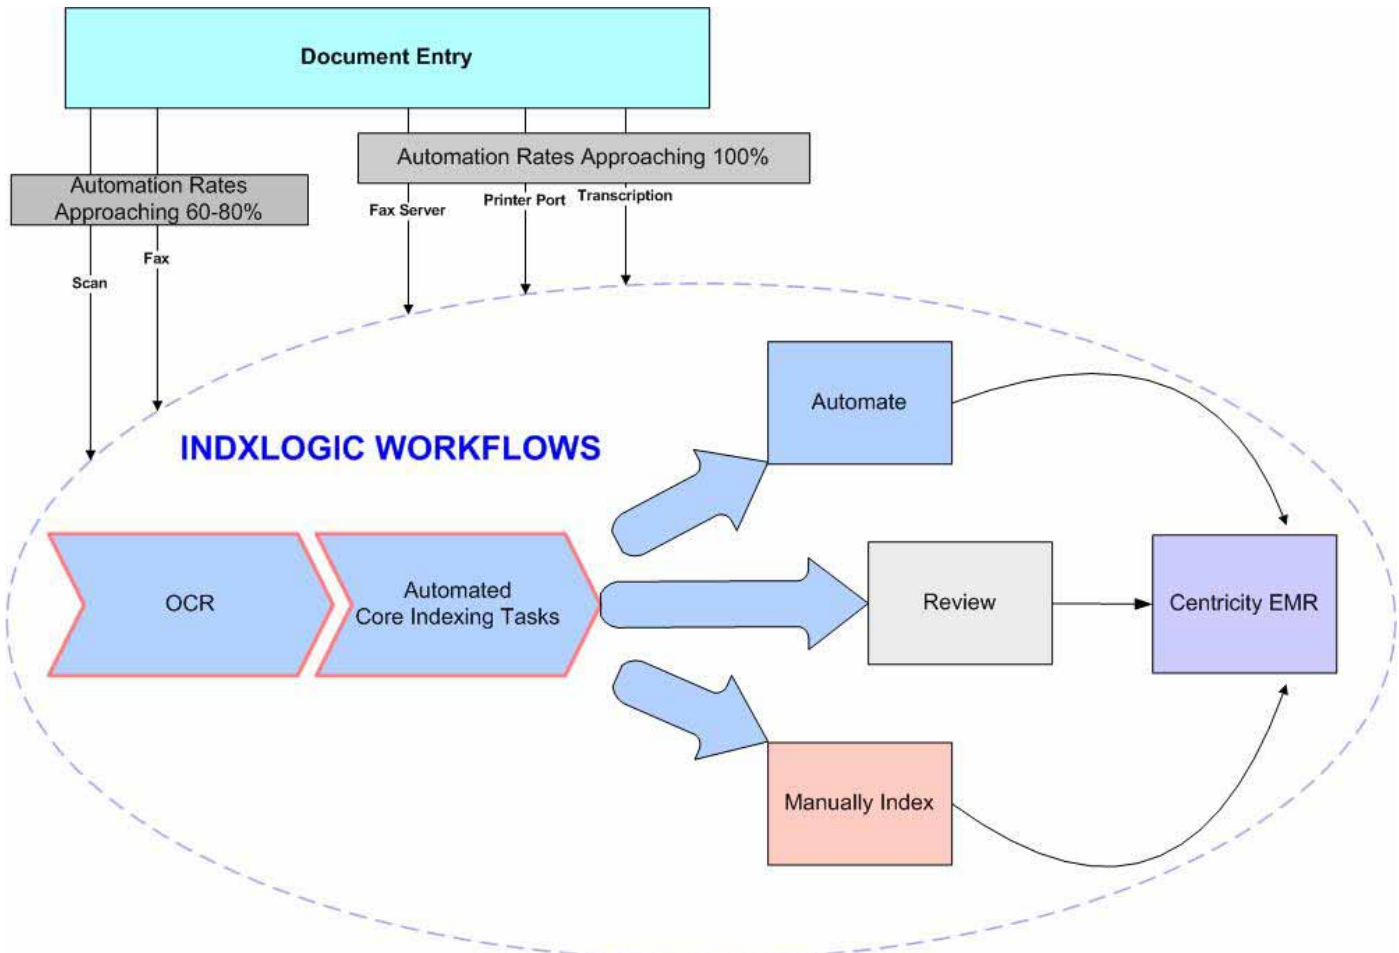 Document Entry
Automation Rates Approaching 100%
Automation Rates
Approaching 60-80%
Fax Server
Printer Port
Transcription
Fax
Scan
Automate
INDXLOGIC WORKFLOWS
OCR
Automated
Core Indexing Tasks
Review
Centricity EMR
Manually Index